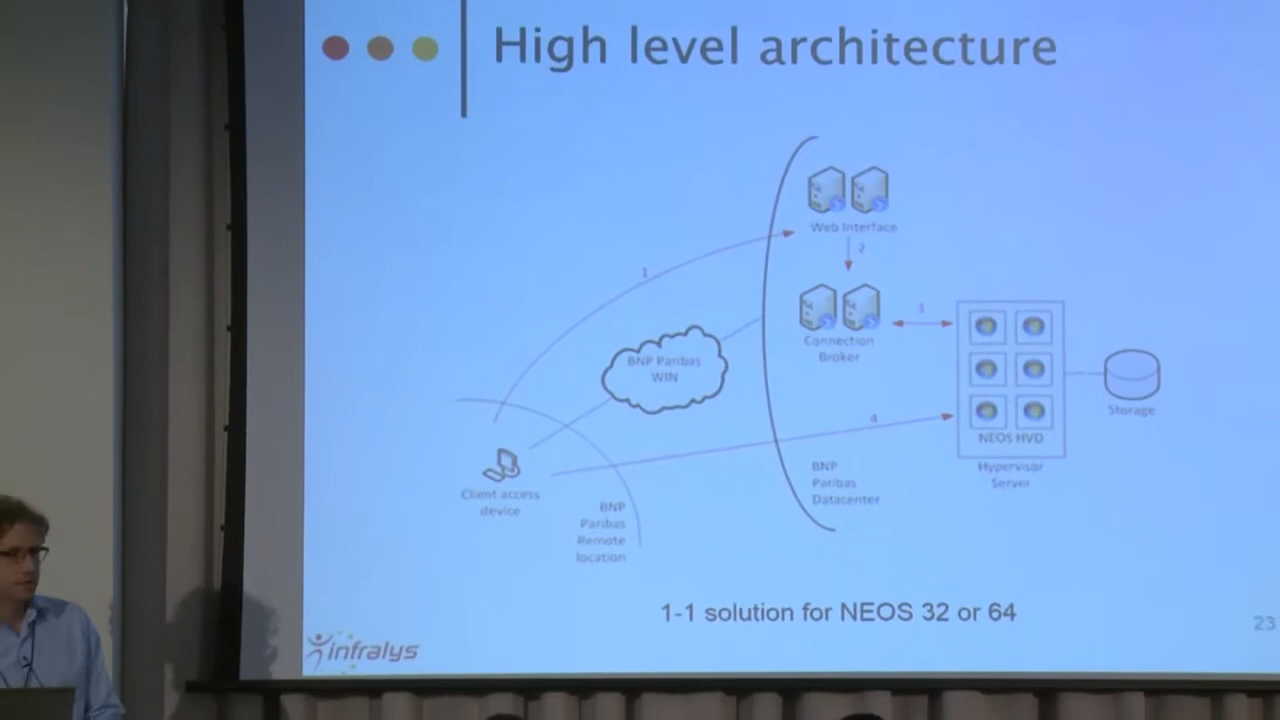 High level architecture
Web Interface
2
1
3
Connection
Broker
BNP Paribas
WIN
4
NEOS HVD
Storage
Hypervisor
Server
BNP
Paribas
Datacenter
Client access
device
BNP
Paribas
Remote
location
1-1 solution for NEOS 32 or 64
23
infralys